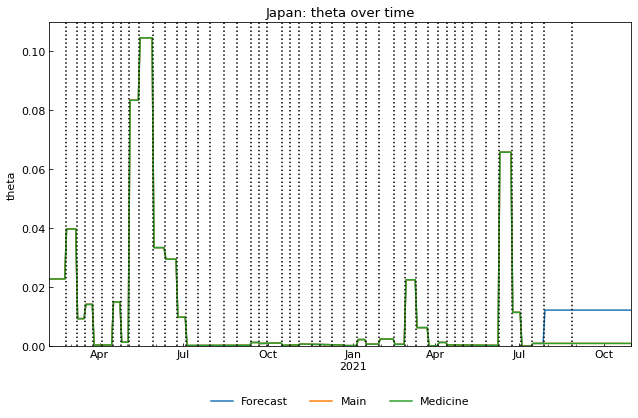 Japan: theta over time
theta
0.10
0.08
0.06
0.04
0.02
0.00
Apr Jul Oct Jan Apr Jul Oct
2021
Forecast Main Medicine